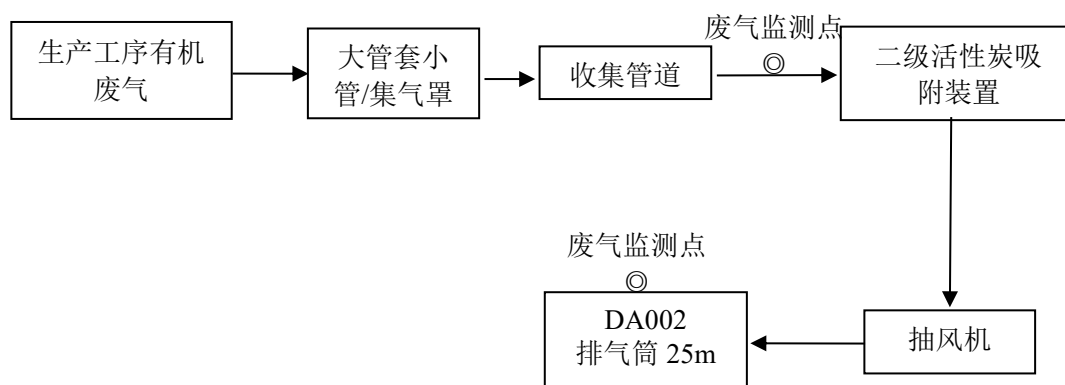 生产工序有机
废气
大管套小
管/集气罩
收集管道
废气监测点
◎
二级活性炭吸
附装置
废气监测点
◎
DA002
排气筒 25m
抽风机